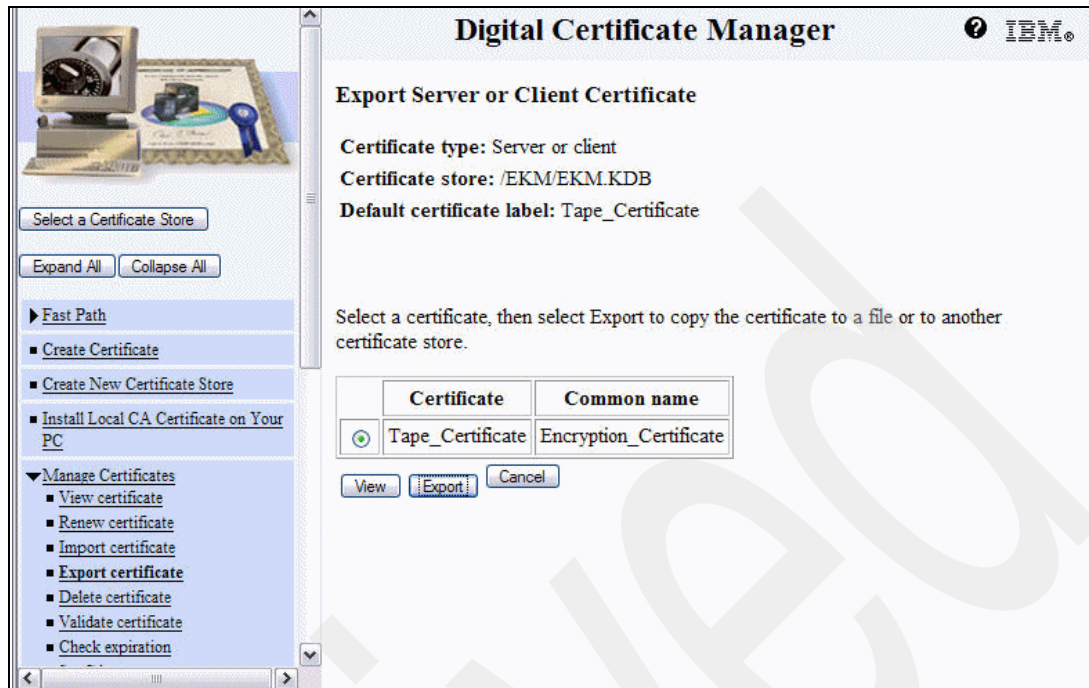 Digital Certificate Manager
IBM®
Select a Certificate Store
Expand All Collapse All
Fast Path
Create Certificate
Create New Certificate Store
Install Local CA Certificate on Your
PC
Manage Certificates
View certificate
Renew certificate
Import certificate
Export certificate
Delete certificate
Validate certificate
Check expiration
Export Server or Client Certificate
Certificate type: Server or client
Certificate store: /EKM/EKM.KDB
Default certificate label: Tape_Certificate
Select a certificate, then select Export to copy the certificate to a file or to another
certificate store.
Certificate Common name
Tape_Certificate Encryption_Certificate
View Export Cancel